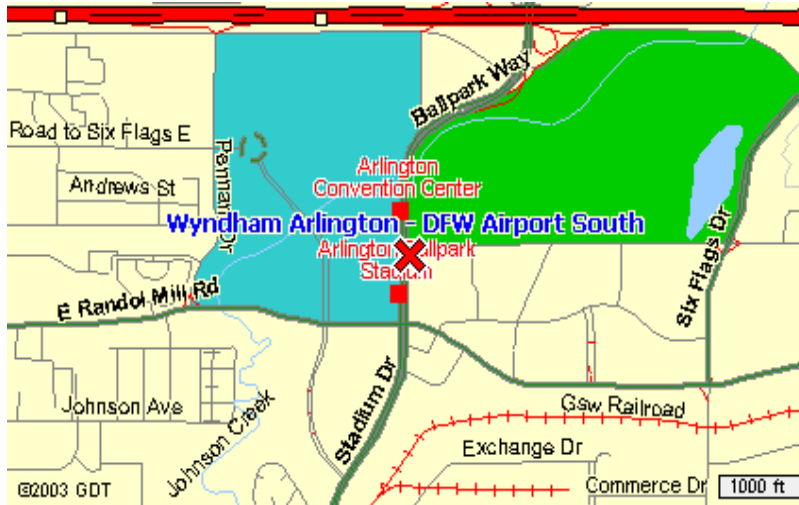 Ballpark Way
Road to Six Flags E
Pennant Dr
Arlington
Convention Center
Andrews St
Wyndham Arlington - DFW Airport South
Arlington Ballpark
Stadium
Six Flags Dr
E Randol Mill Rd
Johnson Ave
Johnson Creek
Stadium Dr
Gsw Railroad
Exchange Dr
©2003 GDT
Commerce Dr
1000 ft